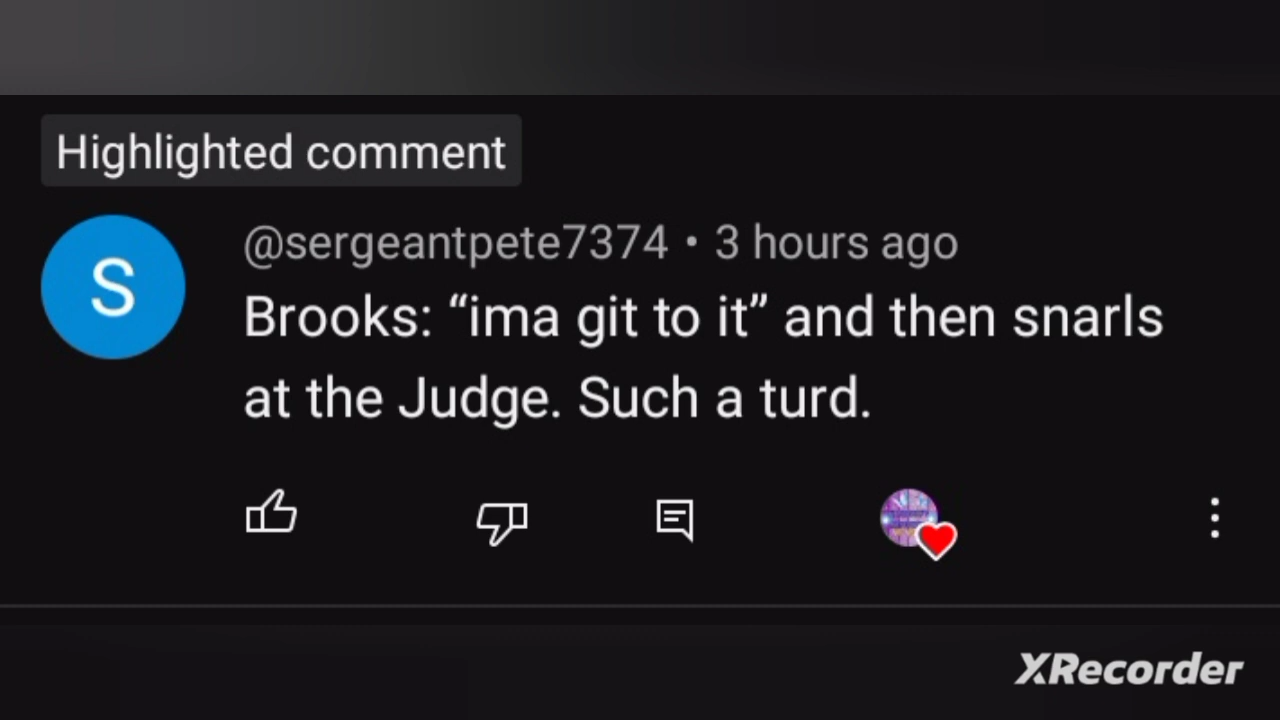 Highlighted comment
S
@sergeantpete7374 • 3 hours ago
Brooks: “ima git to it” and then snarls
at the Judge. Such a turd.
XRecorder